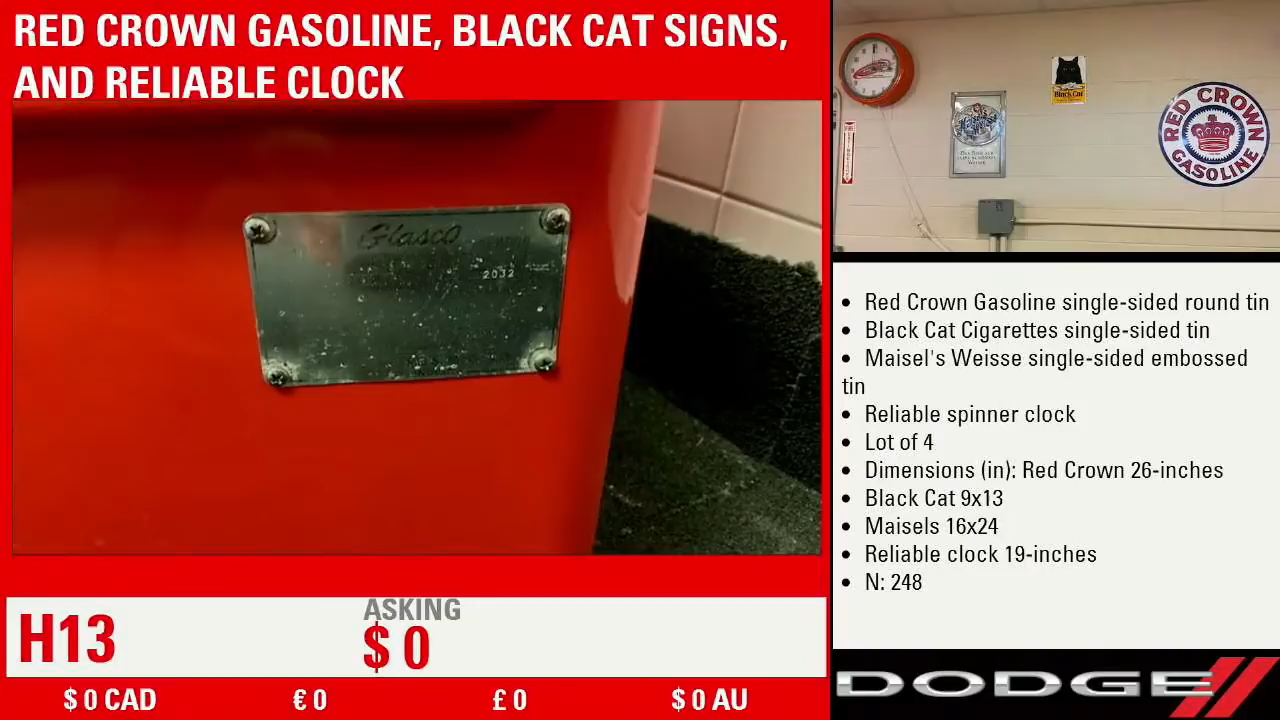 RED CROWN GASOLINE, BLACK CAT SIGNS,
AND RELIABLE CLOCK
Glasco
2032
Black Cat
RED CROWN
GASOLINE
• Red Crown Gasoline single-sided round tin
• Black Cat Cigarettes single-sided tin
• Maisel's Weisse single-sided embossed
tin
• Reliable spinner clock
• Lot of 4
• Dimensions (in): Red Crown 26-inches
• Black Cat 9x13
• Maisels 16x24
• Reliable clock 19-inches
• N: 248
H13
ASKING
$ 0
$ 0 CAD
€ 0
£ 0
$ 0 AU
DODGE